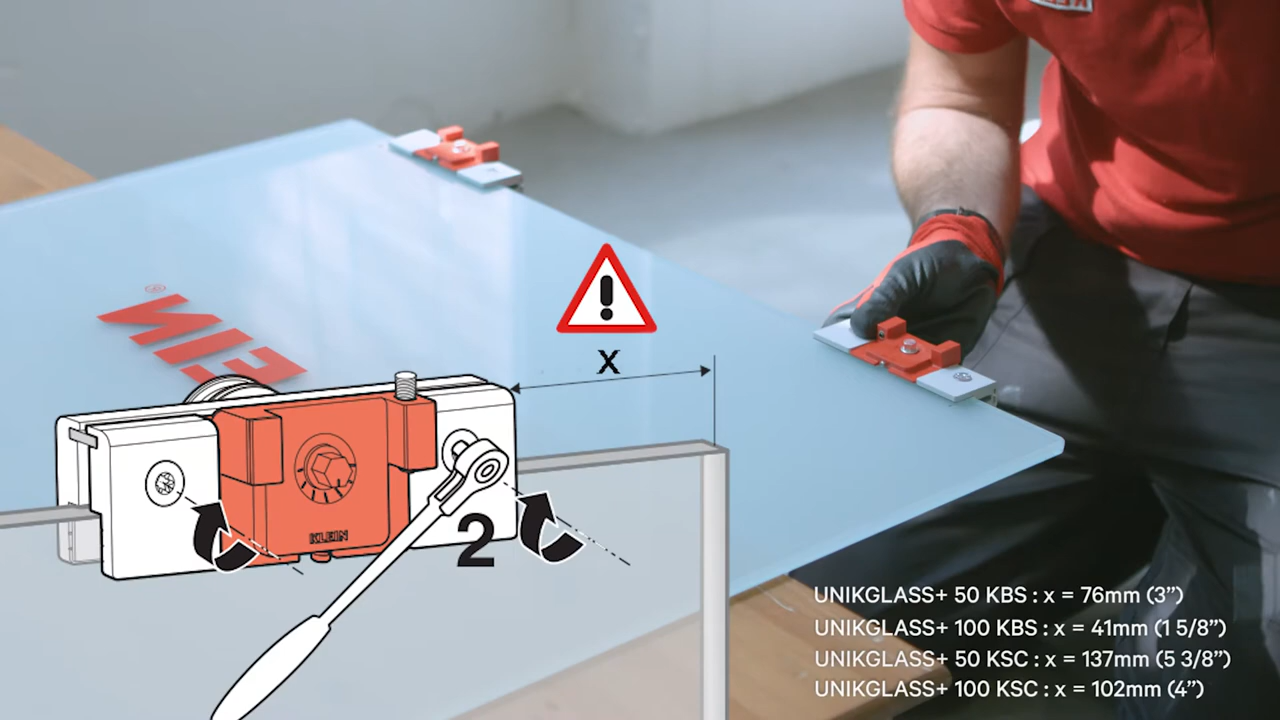 X
EIN®
KLEIN
2
UNIKGLASS+ 50 KBS : x = 76mm (3”)
UNIKGLASS+ 100 KBS : x = 41mm (1 5/8”)
UNIKGLASS+ 50 KSC : x = 137mm (5 3/8”)
UNIKGLASS+ 100 KSC : x = 102mm (4”)